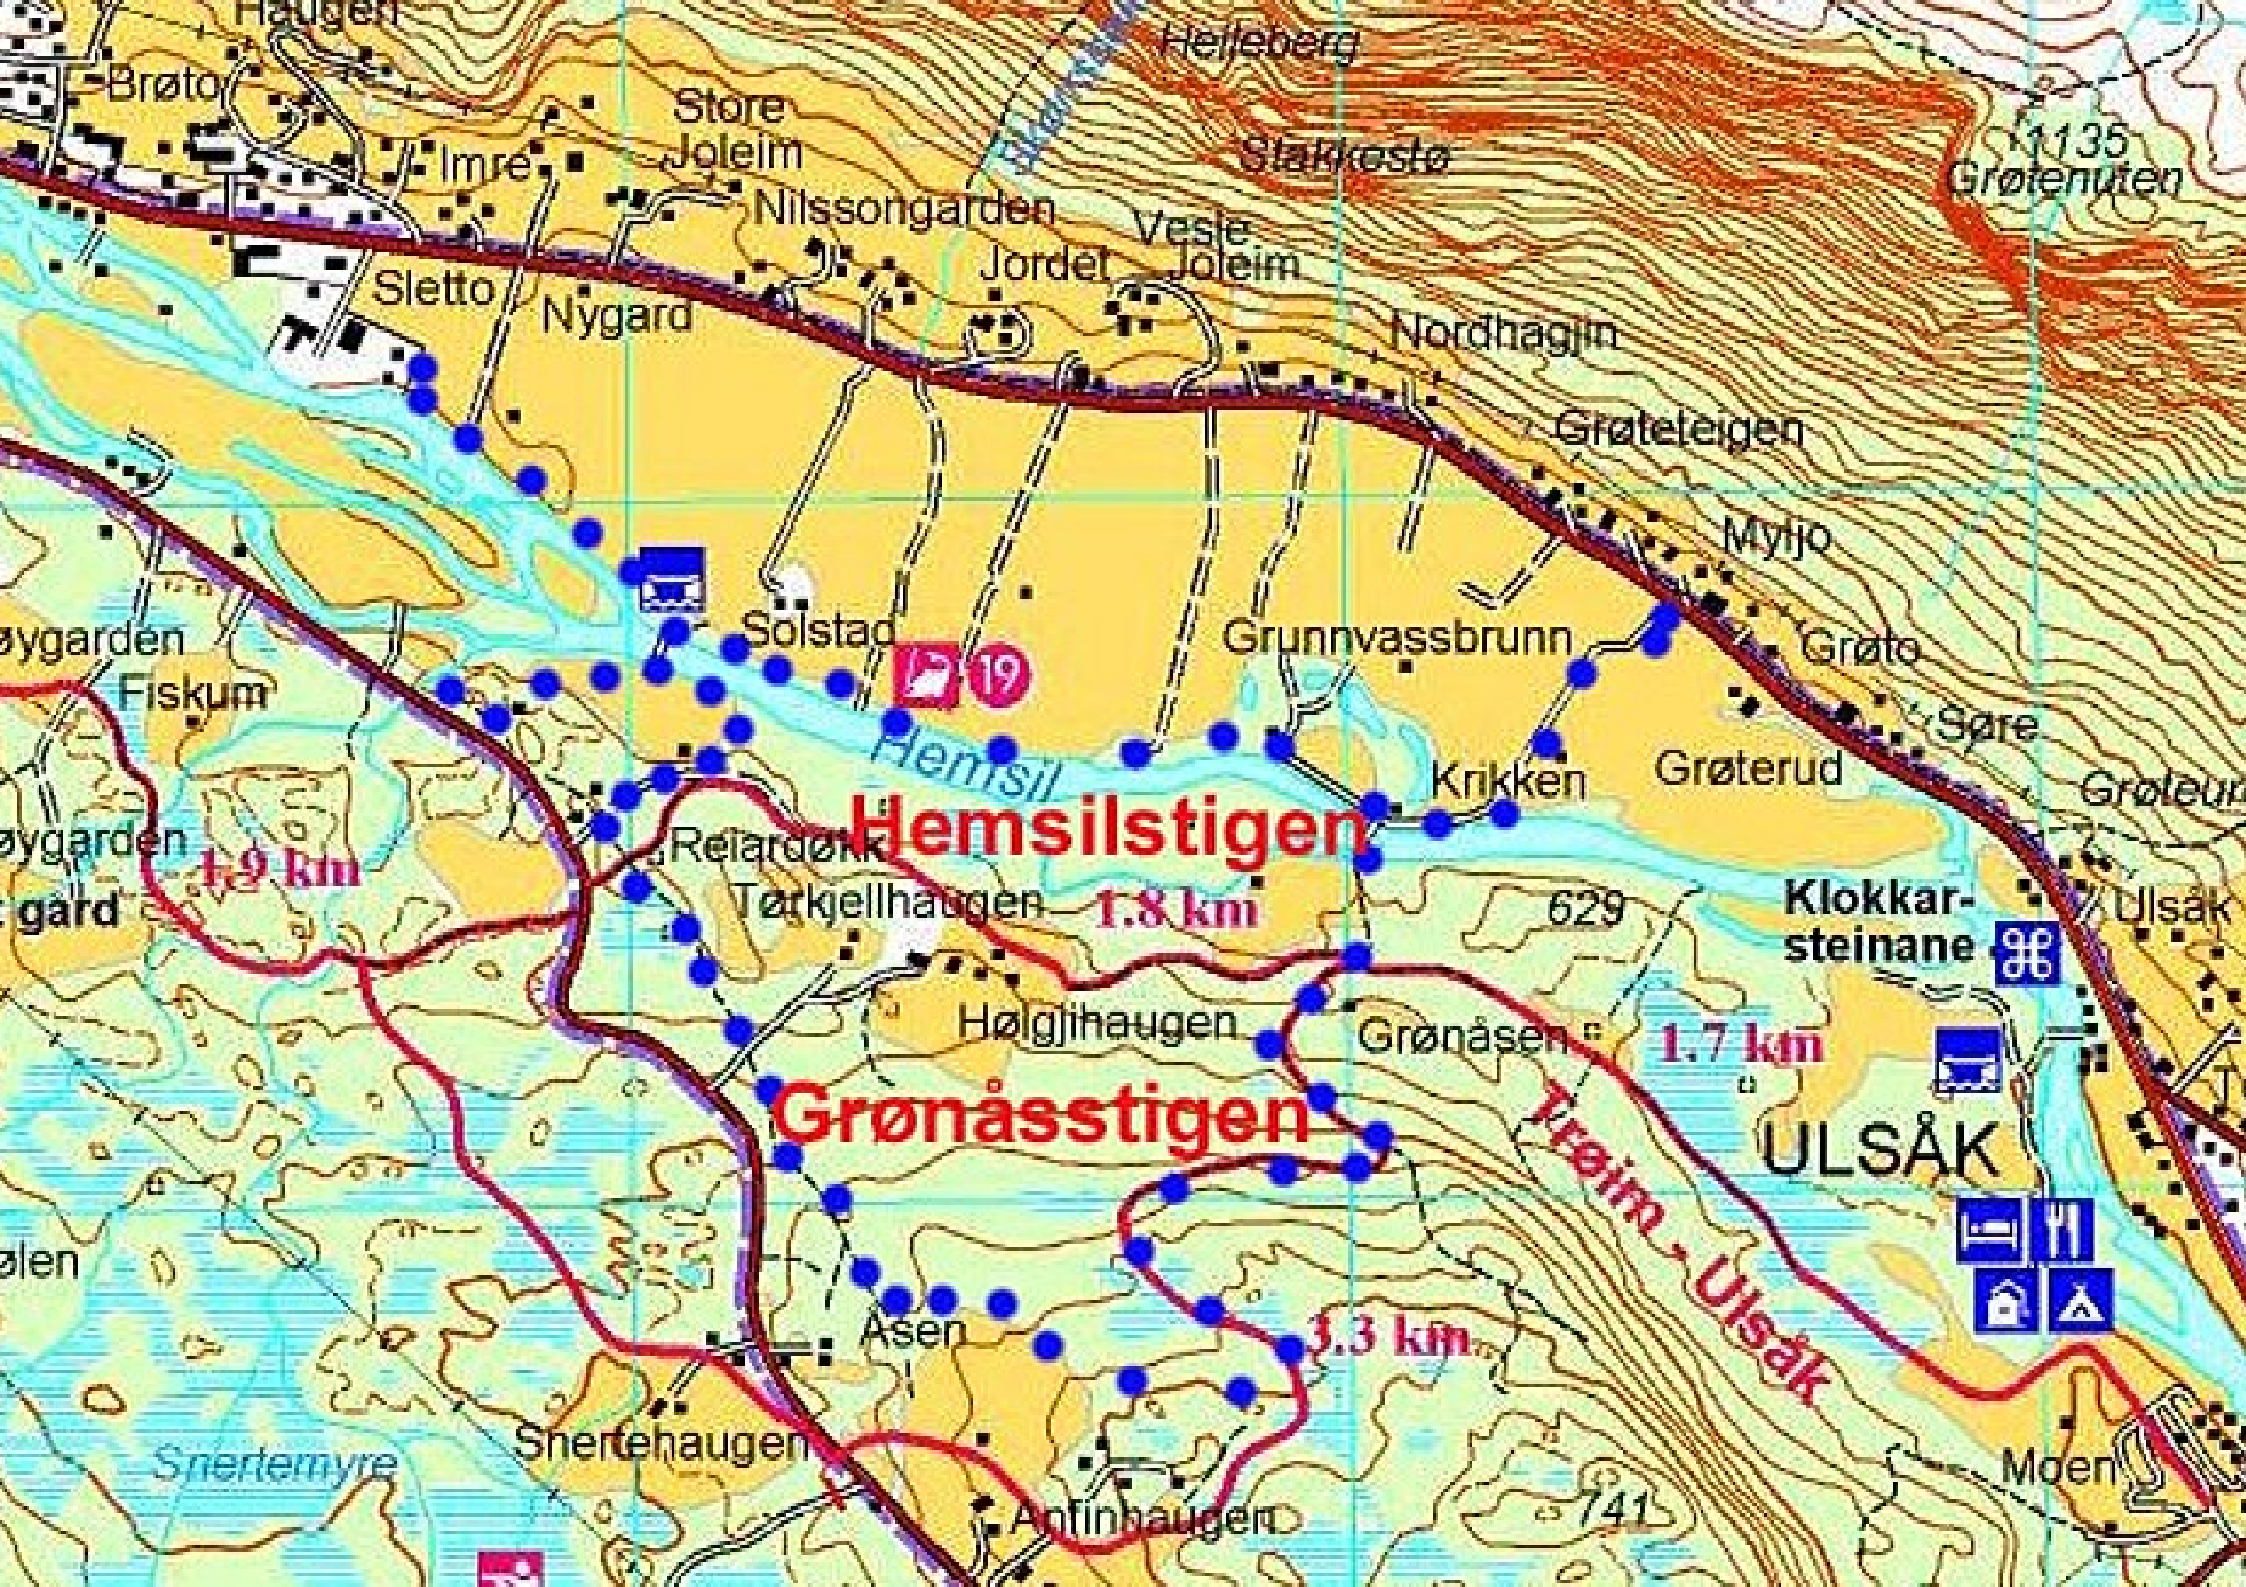 Haugen
Brøto
Imre
Store
Joleim
Nilssongarden
Jordet
Vesle
Joleim
Helleberg
Stakkostø
1135
Grøtenuten
Sletto
Nygard
Nordhagjin
Grøteteigen
Myljo
Solstad
19
Grunnvassbrunn
Grøto
Søre
øygarden
Fiskum
Hemsil
Krikken
Grøterud
øygarden
1,9 km
gard
Hemsilstigen
Reiardøkk
Tørkjellhaugen
1.8 km
629
Klokkar-
steinane
Ulsåk
Hølgjihaugen
Grønåsen
1.7 km
Grønåsstigen
Trøim - Ulsåk
ULSÅK
ølen
Åsen
3.3 km
Snertehaugen
Snertemyre
Anfinhaugen
741
Moen